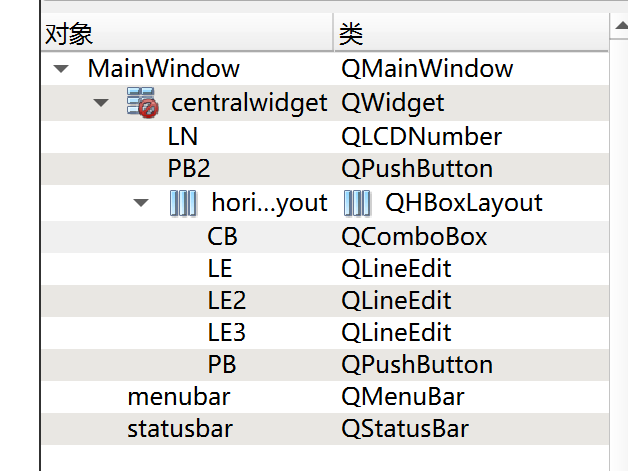 对象 类
MainWindow QMainWindow
centralwidget QWidget
LN QLCDNumber
PB2 QPushButton
hori...yout QHBoxLayout
CB QComboBox
LE QLineEdit
LE2 QLineEdit
LE3 QLineEdit
PB QPushButton
menubar QMenuBar
statusbar QStatusBar